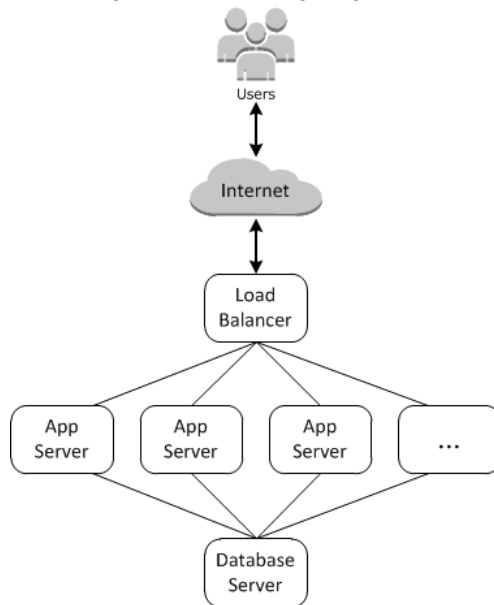 Users
Internet
Load
Balancer
App
Server
App
Server
App
Server
...
Database
Server